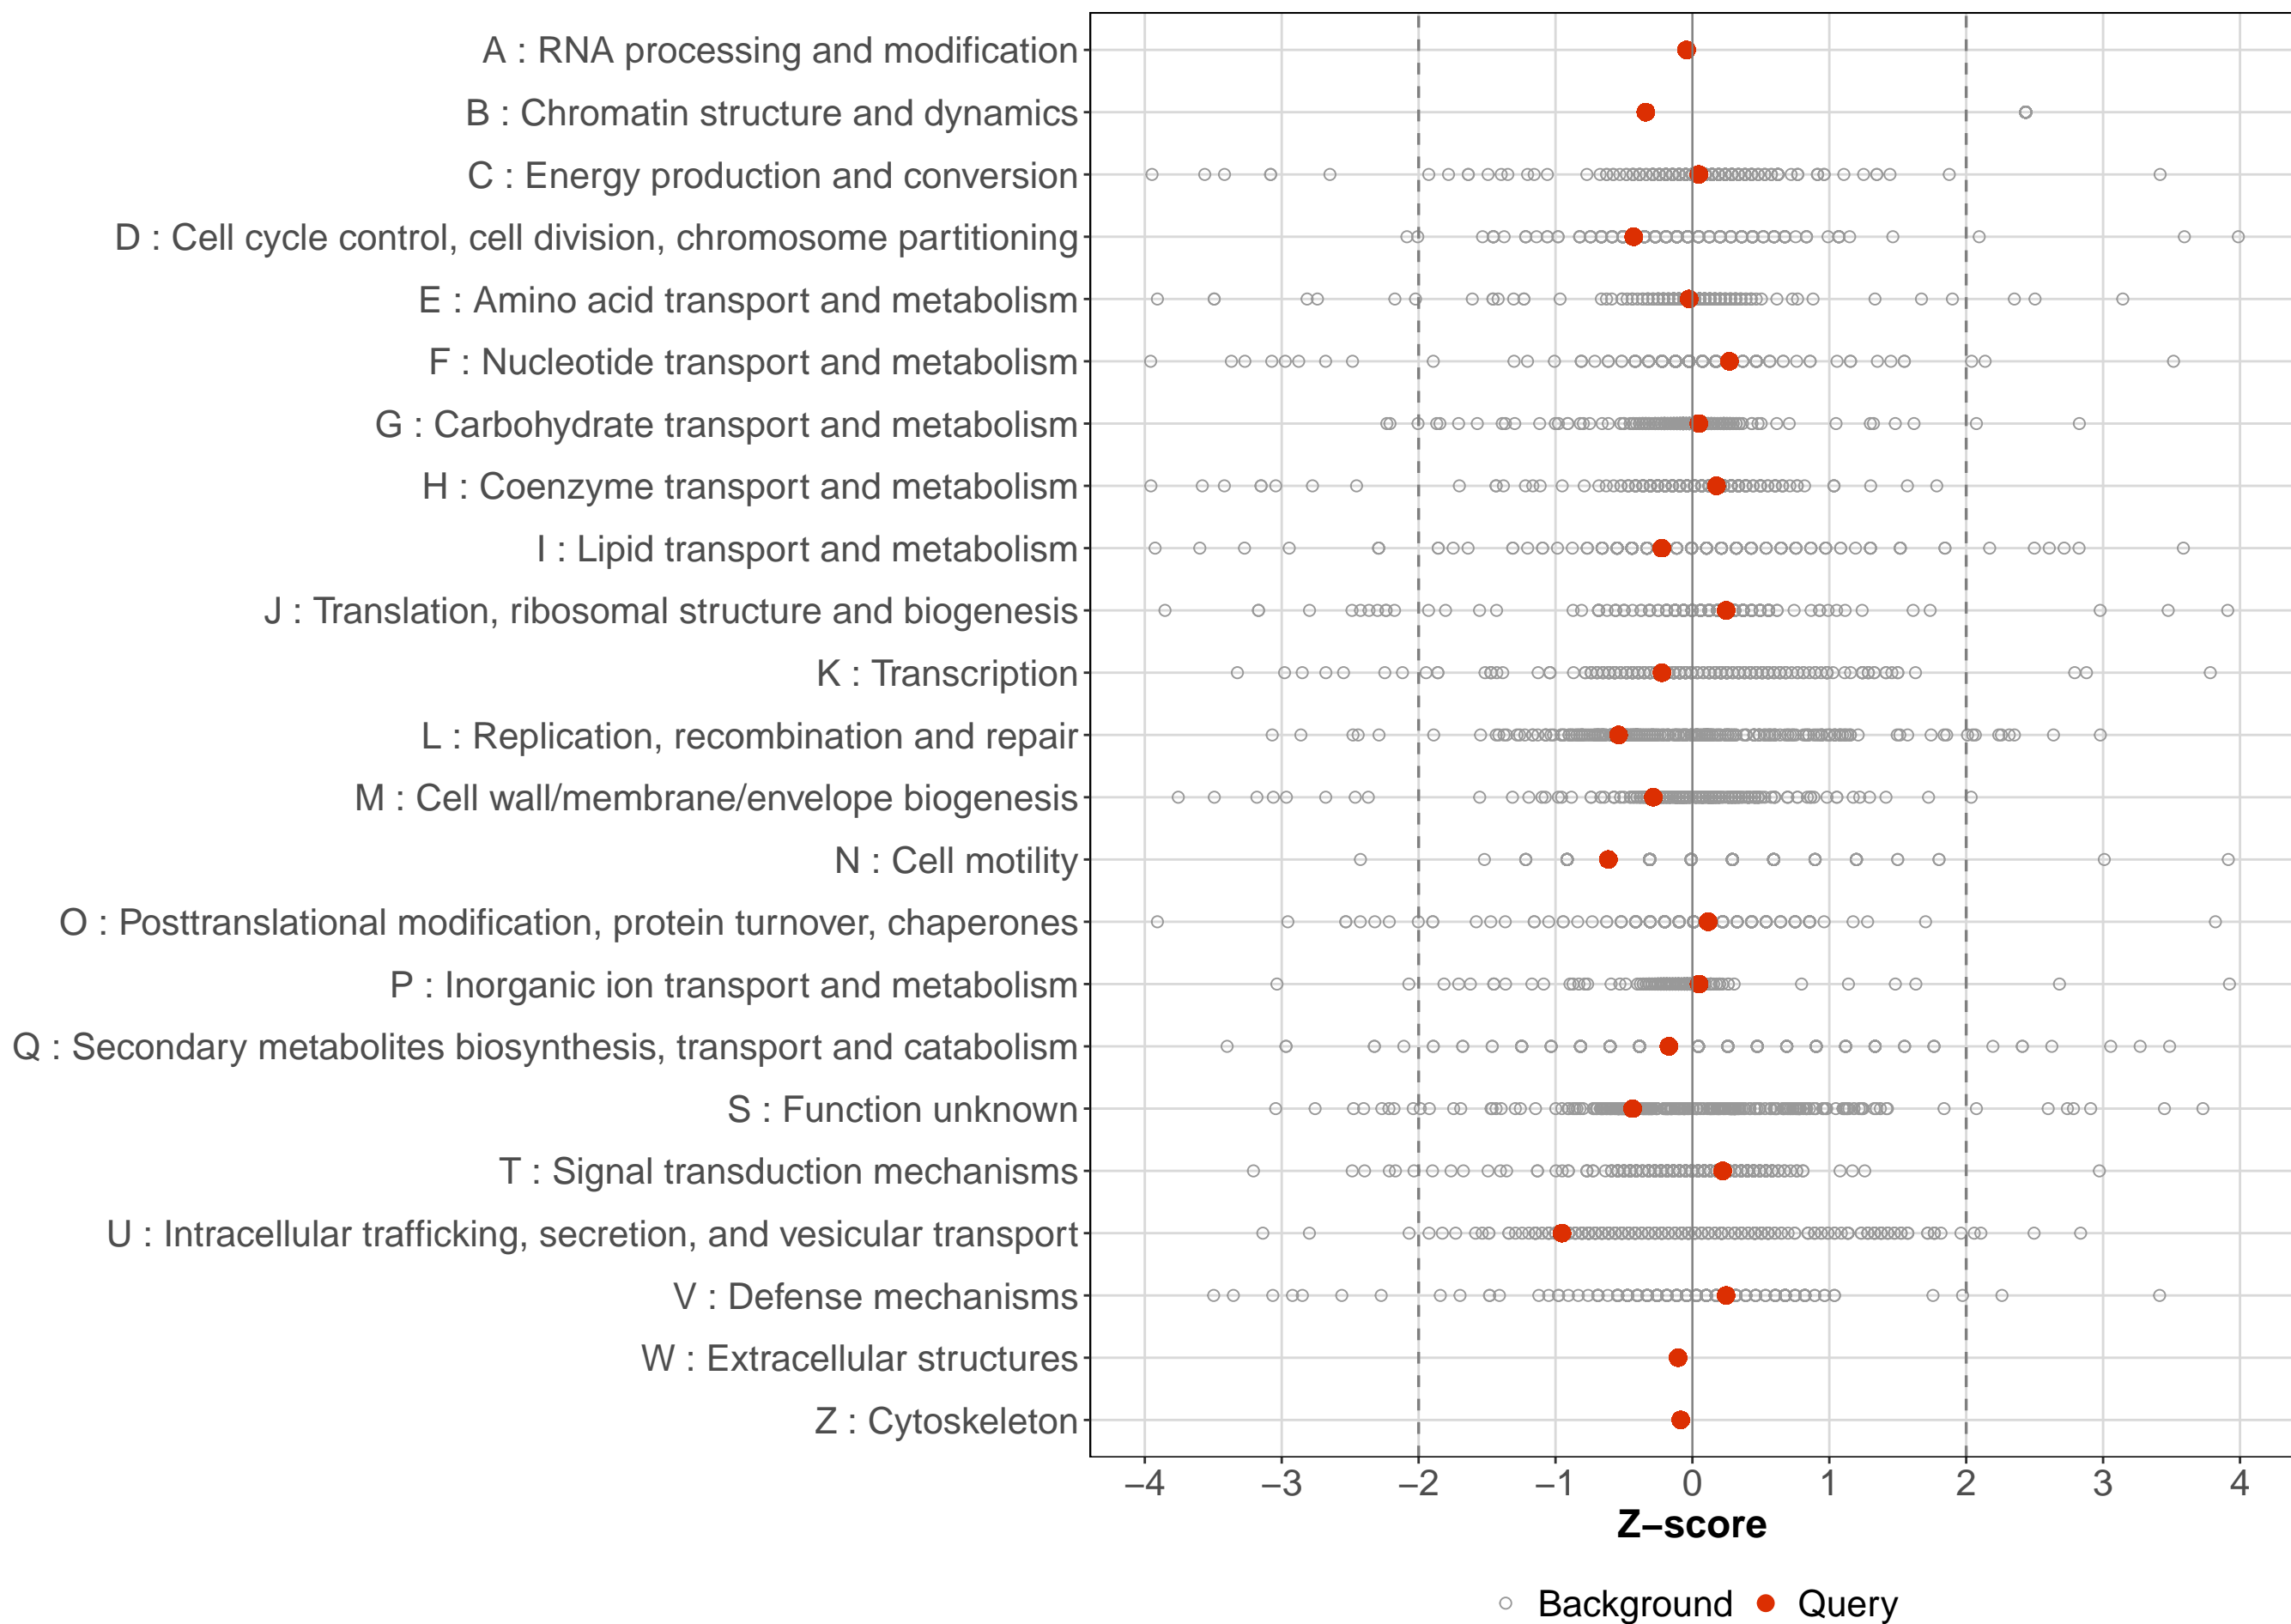 A : RNA processing and modification
B : Chromatin structure and dynamics
C : Energy production and conversion
D : Cell cycle control, cell division, chromosome partitioning
E : Amino acid transport and metabolism
F : Nucleotide transport and metabolism
G : Carbohydrate transport and metabolism
H : Coenzyme transport and metabolism
I : Lipid transport and metabolism
J : Translation, ribosomal structure and biogenesis
K : Transcription
L : Replication, recombination and repair
M : Cell wall/membrane/envelope biogenesis
N : Cell motility
O : Posttranslational modification, protein turnover, chaperones
P : Inorganic ion transport and metabolism
Q : Secondary metabolites biosynthesis, transport and catabolism
S : Function unknown
T : Signal transduction mechanisms
U : Intracellular trafficking, secretion, and vesicular transport
V : Defense mechanisms
W : Extracellular structures
Z : Cytoskeleton
−4 −3 −2 −1 0 1 2 3 4
Z−score
Background Query